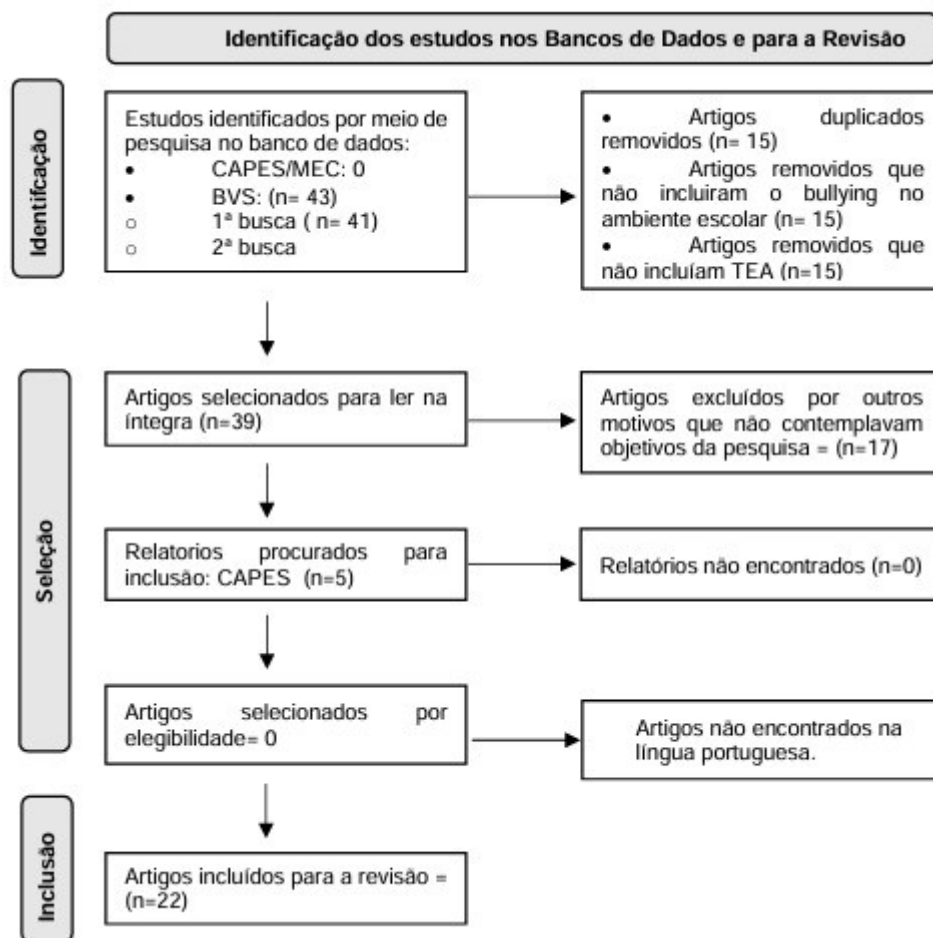 Identificação dos estudos nos Bancos de Dados e para a Revisão
Identifcação
Estudos identificados por meio de
pesquisa no banco de dados:
• CAPES/MEC: 0
• BVS: (n= 43)
○ 1ª busca ( n= 41)
○ 2ª busca
• Artigos duplicados
removidos (n= 15)
• Artigos removidos que
não incluiram o bullying no
ambiente escolar (n= 15)
• Artigos removidos que
não incluíam TEA (n=15)
Seleção
Artigos selecionados para ler na
íntegra (n=39)
Artigos excluídos por outros
motivos que não contemplavam
objetivos da pesquisa = (n=17)
Relatorios procurados para
inclusão: CAPES (n=5)
Relatórios não encontrados (n=0)
Artigos selecionados por
elegibilidade= 0
Artigos não encontrados na
língua portuguesa.
Inclusão
Artigos incluídos para a revisão =
(n=22)